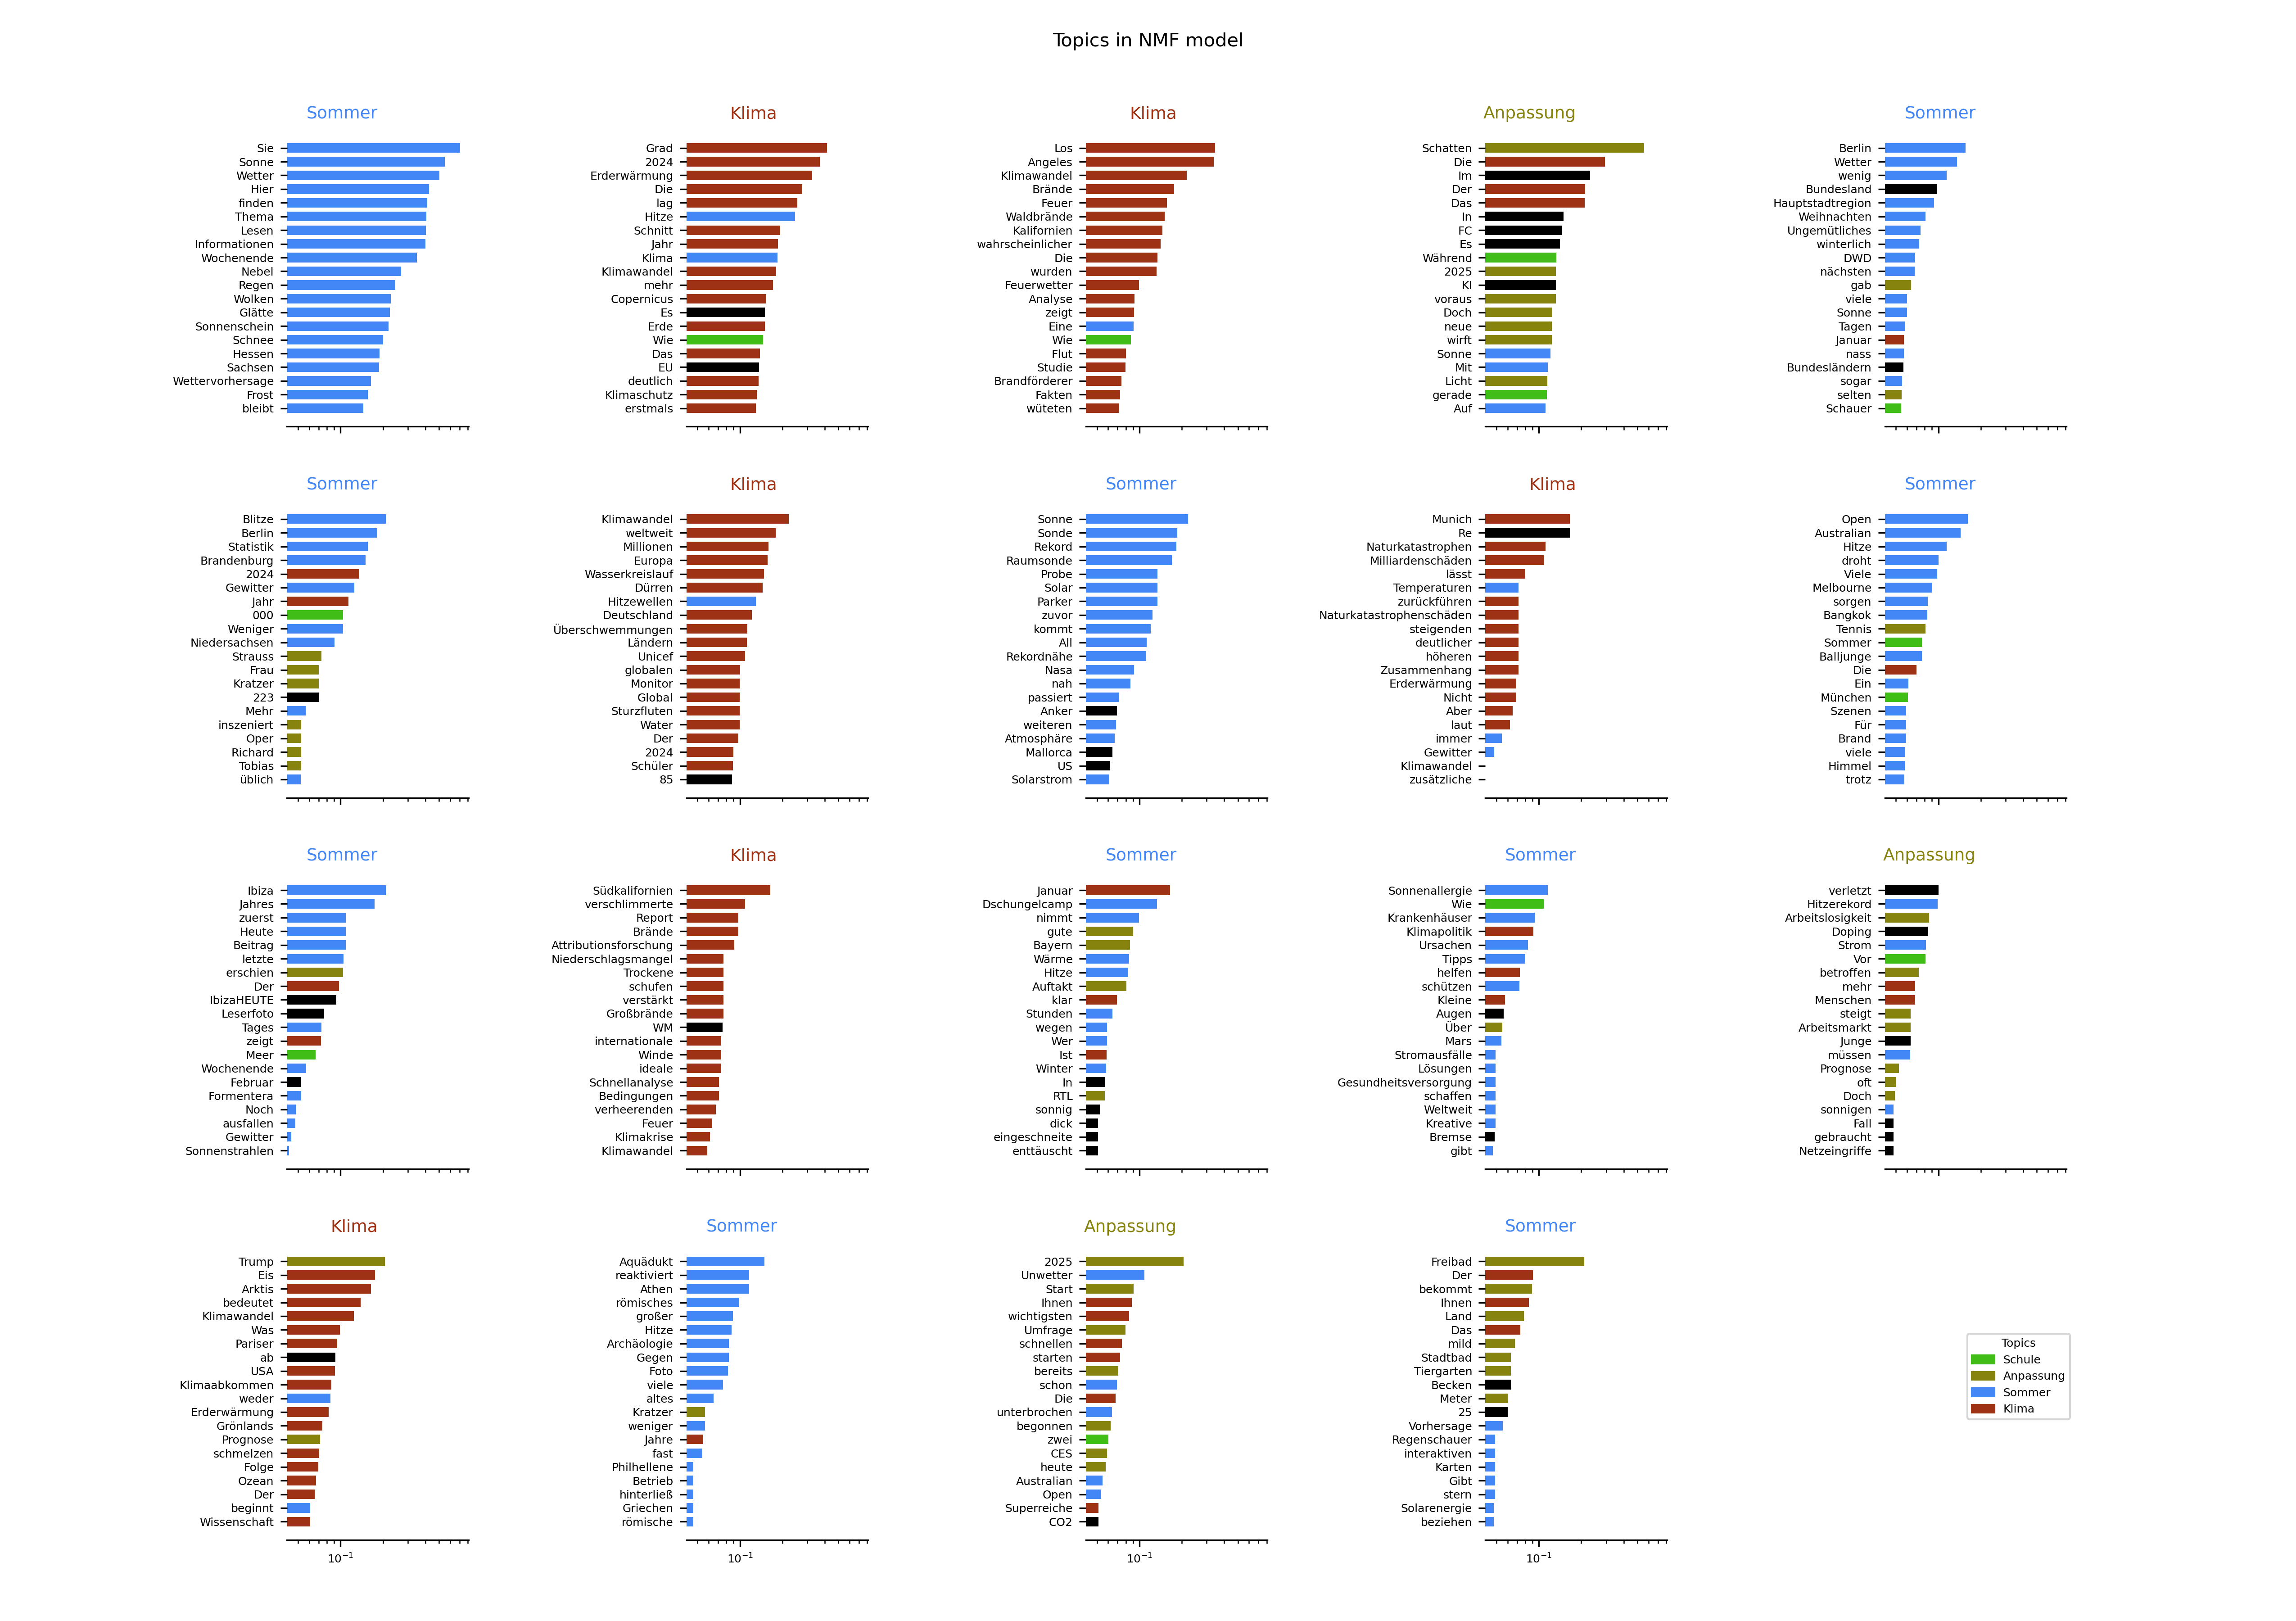 Topics in NMF model
Sommer
Sie
Sonne
Wetter
Hier
finden
Thema
Lesen
Informationen
Wochenende
Nebel
Regen
Wolken
Glätte
Sonnenschein
Schnee
Hessen
Sachsen
Wettervorhersage
Frost
bleibt
Klima
Grad
2024
Erderwärmung
Die
lag
Hitze
Schnitt
Jahr
Klima
Klimawandel
mehr
Copernicus
Es
Erde
Wie
Das
EU
deutlich
Klimaschutz
erstmals
Klima
Los
Angeles
Klimawandel
Brände
Feuer
Waldbrände
Kalifornien
wahrscheinlicher
Die
wurden
Feuerwetter
Analyse
zeigt
Eine
Wie
Flut
Studie
Brandförderer
Fakten
wüteten
Anpassung
Schatten
Die
Im
Der
Das
In
FC
Es
Während
2025
KI
voraus
Doch
neue
wirft
Sonne
Mit
Licht
gerade
Auf
Sommer
Berlin
Wetter
wenig
Bundesland
Hauptstadtregion
Weihnachten
Ungemütliches
winterlich
DWD
nächsten
gab
viele
Sonne
Tagen
Januar
nass
Bundesländern
sogar
selten
Schauer
Sommer
Blitze
Berlin
Statistik
Brandenburg
2024
Gewitter
Jahr
000
Weniger
Niedersachsen
Strauss
Frau
Kratzer
223
Mehr
inszeniert
Oper
Richard
Tobias
üblich
Klima
Klimawandel
weltweit
Millionen
Europa
Wasserkreislauf
Dürren
Hitzewellen
Deutschland
Überschwemmungen
Ländern
Unicef
globalen
Monitor
Global
Sturzfluten
Water
Der
2024
Schüler
85
Sommer
Sonne
Sonde
Rekord
Raumsonde
Probe
Solar
Parker
zuvor
kommt
All
Rekordnähe
Nasa
nah
passiert
Anker
weiteren
Atmosphäre
Mallorca
US
Solarstrom
Klima
Munich
Re
Naturkatastrophen
Milliardenschäden
lässt
Temperaturen
zurückführen
Naturkatastrophenschäden
steigenden
deutlicher
höheren
Zusammenhang
Erderwärmung
Nicht
Aber
laut
immer
Gewitter
Klimawandel
zusätzliche
Sommer
Open
Australian
Hitze
droht
Viele
Melbourne
sorgen
Bangkok
Tennis
Sommer
Balljunge
Die
Ein
München
Szenen
Für
Brand
viele
Himmel
trotz
Sommer
Ibiza
Jahres
zuerst
Heute
Beitrag
letzte
erschien
Der
IbizaHEUTE
Leserfoto
Tages
zeigt
Meer
Wochenende
Februar
Formentera
Noch
ausfallen
Gewitter
Sonnenstrahlen
Klima
Südkalifornien
verschlimmerte
Report
Brände
Attributionsforschung
Niederschlagsmangel
Trockene
schufen
verstärkt
Großbrände
WM
internationale
Winde
ideale
Schnellanalyse
Bedingungen
verheerenden
Feuer
Klimakrise
Klimawandel
Sommer
Januar
Dschungelcamp
nimmt
gute
Bayern
Wärme
Hitze
Auftakt
klar
Stunden
wegen
Wer
Ist
Winter
In
RTL
sonnig
dick
eingeschneite
enttäuscht
Sommer
Sonnenallergie
Wie
Krankenhäuser
Klimapolitik
Ursachen
Tipps
helfen
schützen
Kleine
Augen
Über
Mars
Stromausfälle
Lösungen
Gesundheitsversorgung
schaffen
Weltweit
Kreative
Bremse
gibt
Anpassung
verletzt
Hitzerekord
Arbeitslosigkeit
Doping
Strom
Vor
betroffen
mehr
Menschen
steigt
Arbeitsmarkt
Junge
müssen
Prognose
oft
Doch
sonnigen
Fall
gebraucht
Netzeingriffe
Klima
Trump
Eis
Arktis
bedeutet
Klimawandel
Was
Pariser
ab
USA
Klimaabkommen
weder
Erderwärmung
Grönlands
Prognose
schmelzen
Folge
Ozean
Der
beginnt
Wissenschaft
10⁻¹
Sommer
Aquädukt
reaktiviert
Athen
römisches
großer
Hitze
Archäologie
Gegen
Foto
viele
altes
Kratzer
weniger
Jahre
fast
Philhellene
Betrieb
hinterließ
Griechen
römische
10⁻¹
Anpassung
2025
Unwetter
Start
Ihnen
wichtigsten
Umfrage
schnellen
starten
bereits
schon
Die
unterbrochen
begonnen
zwei
CES
heute
Australian
Open
Superreiche
CO2
10⁻¹
Sommer
Freibad
Der
bekommt
Ihnen
Land
Das
mild
Stadtbad
Tiergarten
Becken
Meter
25
Vorhersage
Regenschauer
interaktiven
Karten
Gibt
stern
Solarenergie
beziehen
10⁻¹
Topics
Schule
Anpassung
Sommer
Klima